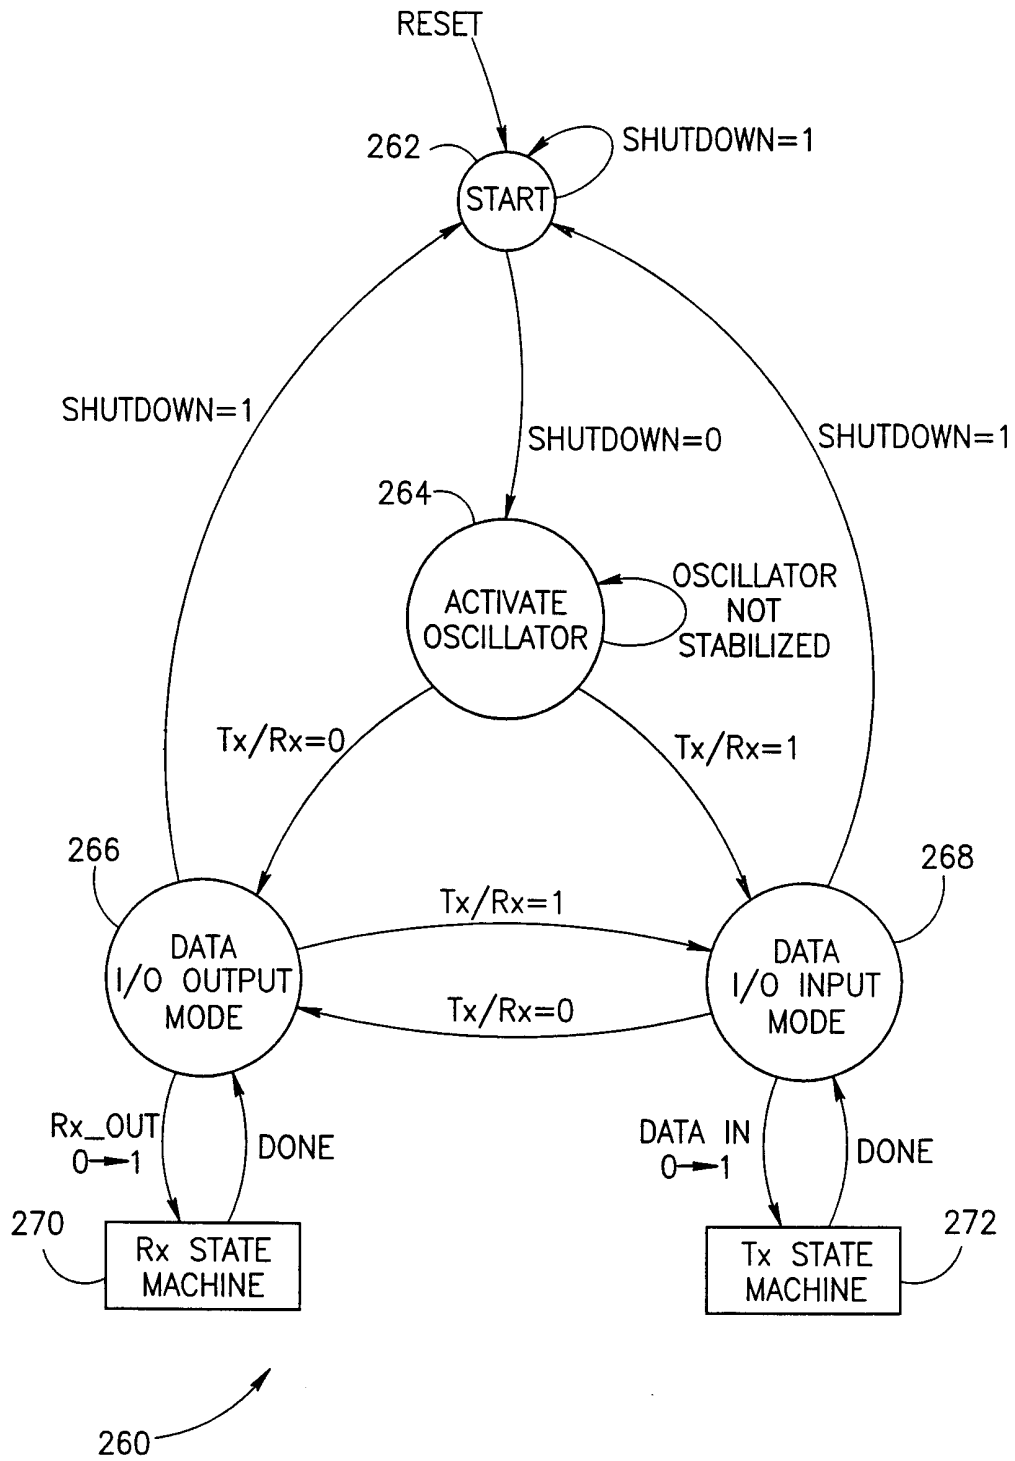 RESET
262
SHUTDOWN=1
START
SHUTDOWN=1
SHUTDOWN=0
SHUTDOWN=1
264
ACTIVATE
OSCILLATOR
OSCILLATOR
NOT
STABILIZED
Tx/Rx=0
Tx/Rx=1
266
268
Tx/Rx=1
DATA
I/O OUTPUT
MODE
DATA
I/O INPUT
MODE
Tx/Rx=0
Rx_OUT
0→1
DONE
DATA IN
0→1
DONE
270
Rx STATE
MACHINE
Tx STATE
MACHINE
272
260